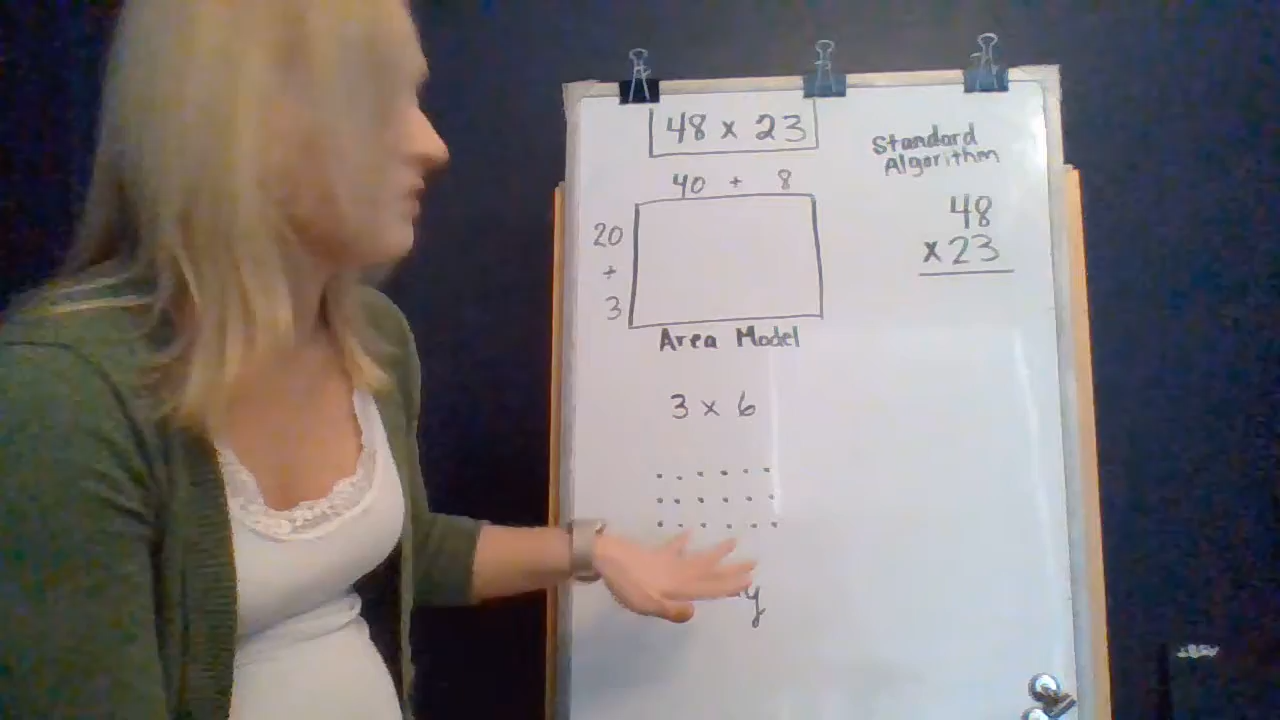 48 x 23
40 + 8
20
+
3
Area Model
3 x 6
Standard
Algorithm
48
x 23